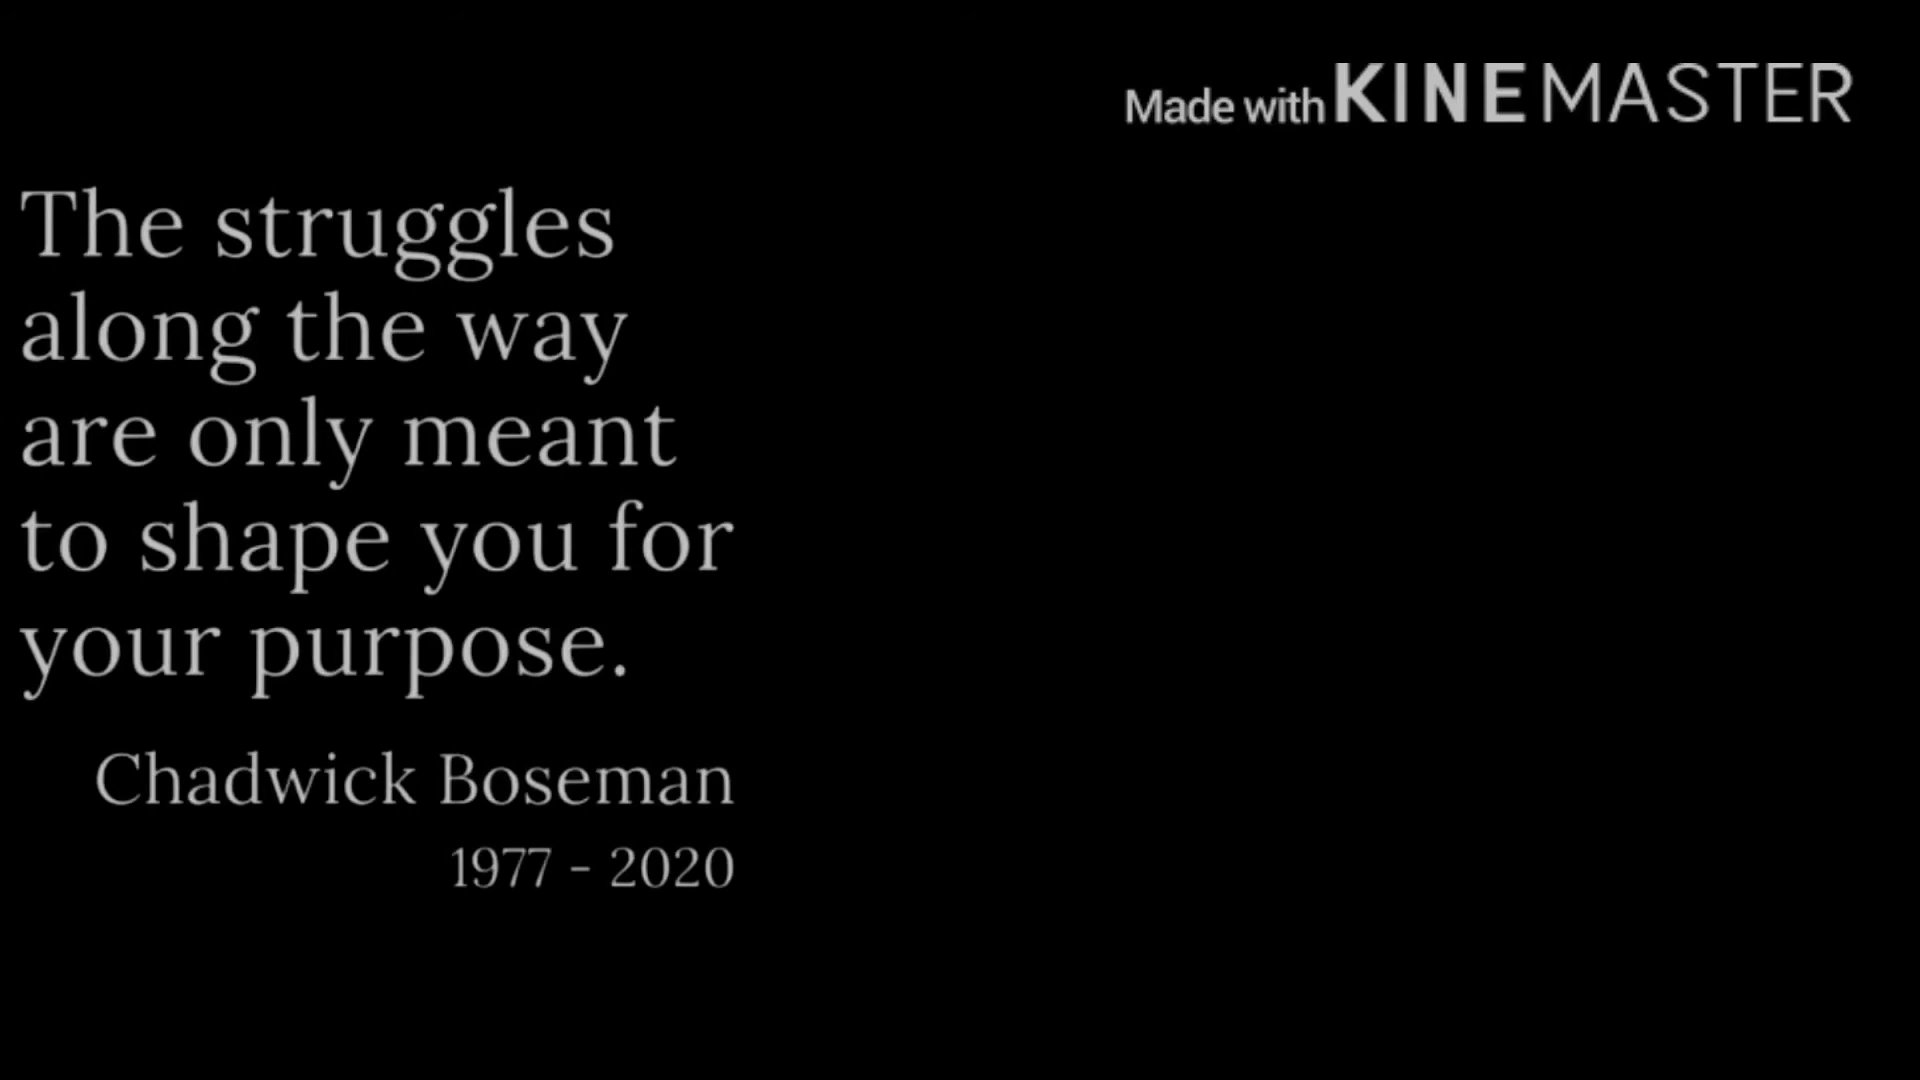 Made with KINEMASTER
The struggles
along the way
are only meant
to shape you for
your purpose.
Chadwick Boseman
1977 - 2020